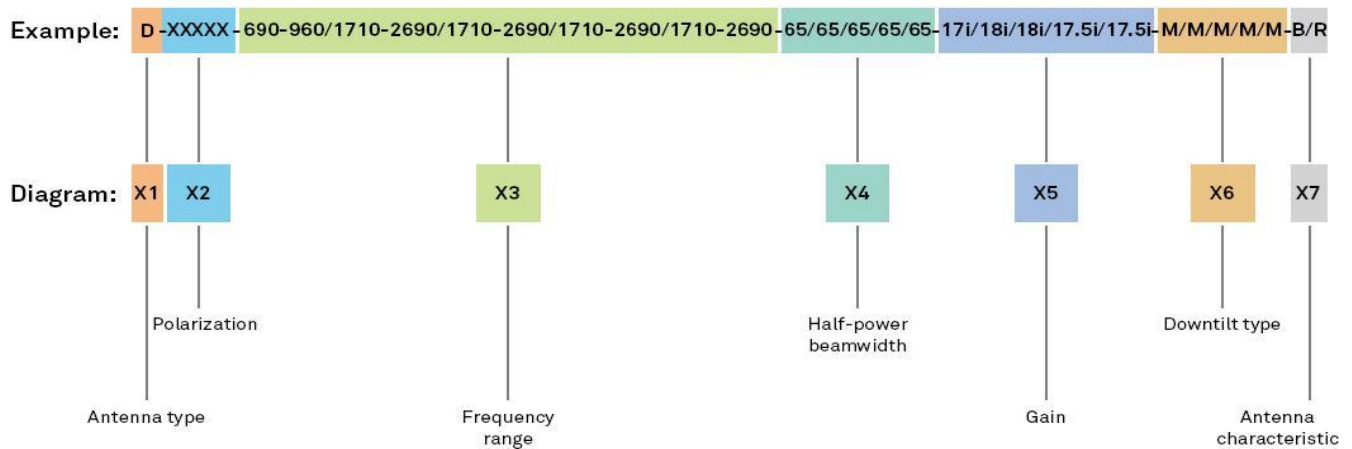 Example: D -XXXXX-690-960/1710-2690/1710-2690/1710-2690/1710-2690-65/65/65/65/65-17i/18i/18i/17.5i/17.5i-M/M/M/M/M-B/R
Diagram: X1 X2 X3 X4 X5 X6 X7
Polarization
Half-power
beamwidth
Downtilt type
Antenna type
Frequency
range
Gain
Antenna
characteristic